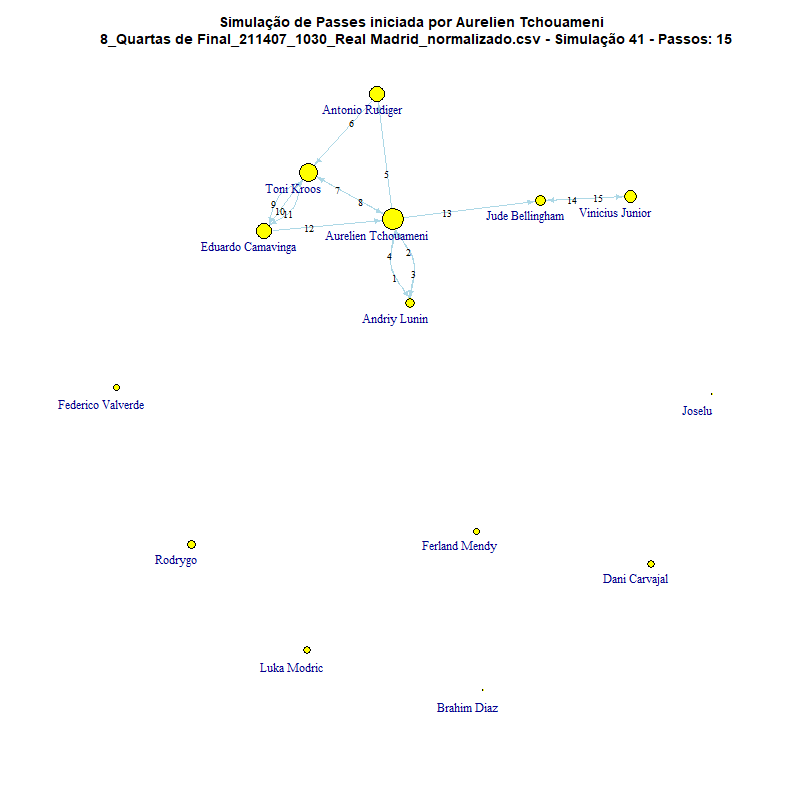 Simulação de Passes iniciada por Aurelien Tchouameni
8_Quartas de Final_211407_1030_Real Madrid_normalizado.csv - Simulação 41 - Passos: 15
Antonio Rudiger
6
5
Toni Kroos
7
8
9
10
11
12
13
14
15
Jude Bellingham
Vinicius Junior
Aurelien Tchouameni
Eduardo Camavinga
4
2
1
3
Andriy Lunin
Federico Valverde
Joselu
Ferland Mendy
Rodrygo
Dani Carvajal
Luka Modric
Brahim Diaz